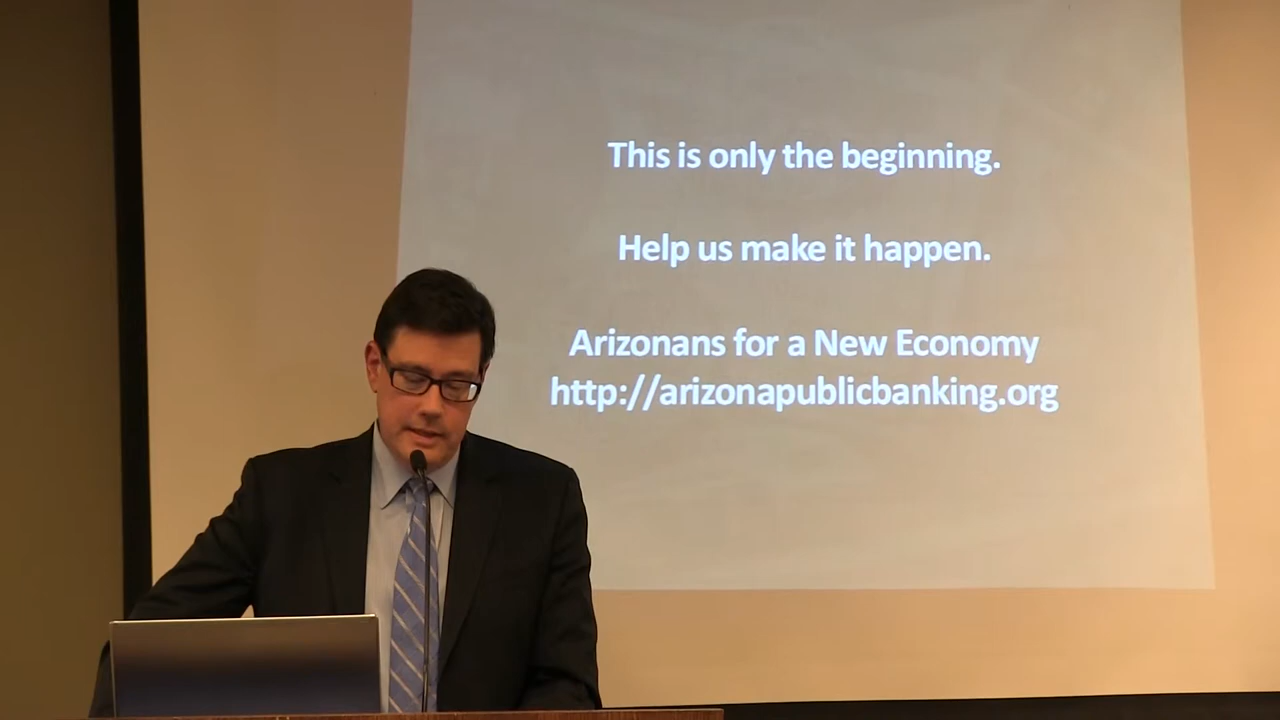 This is only the beginning.
Help us make it happen.
Arizonans for a New Economy
http://arizonapublicbanking.org